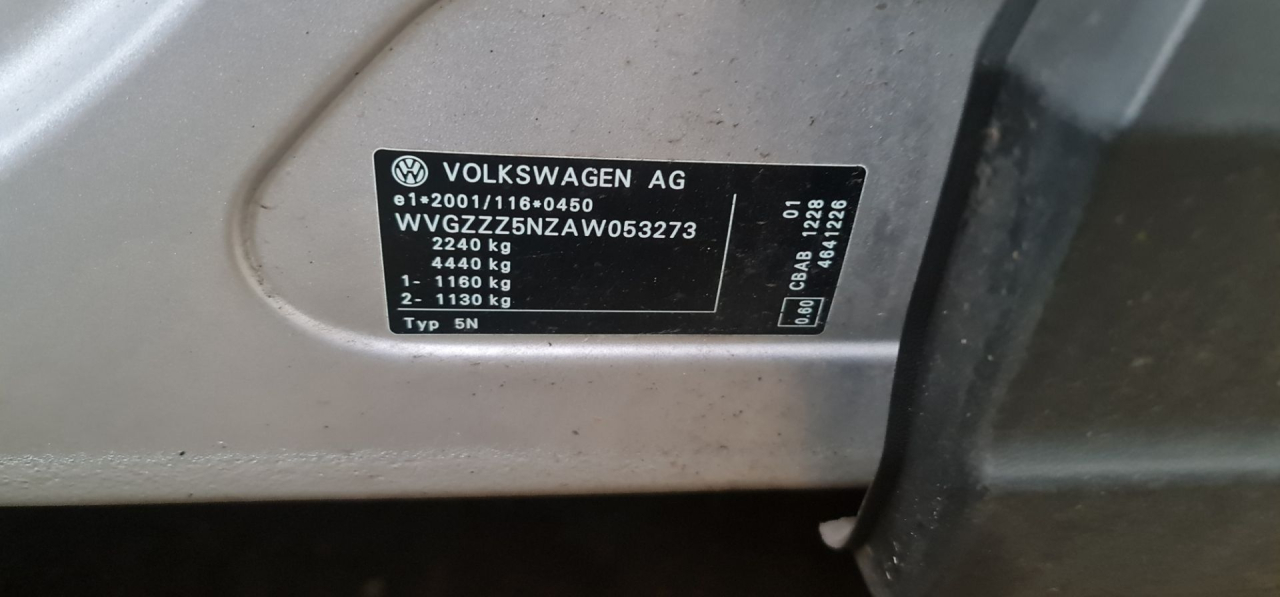 VOLKSWAGEN AG
e1*2001/116*0450
WVGZZZ5NZAW053273
2240 kg
4440 kg
1- 1160 kg
2- 1130 kg
Typ 5N
01
CBAB 1228
4641226
0.60